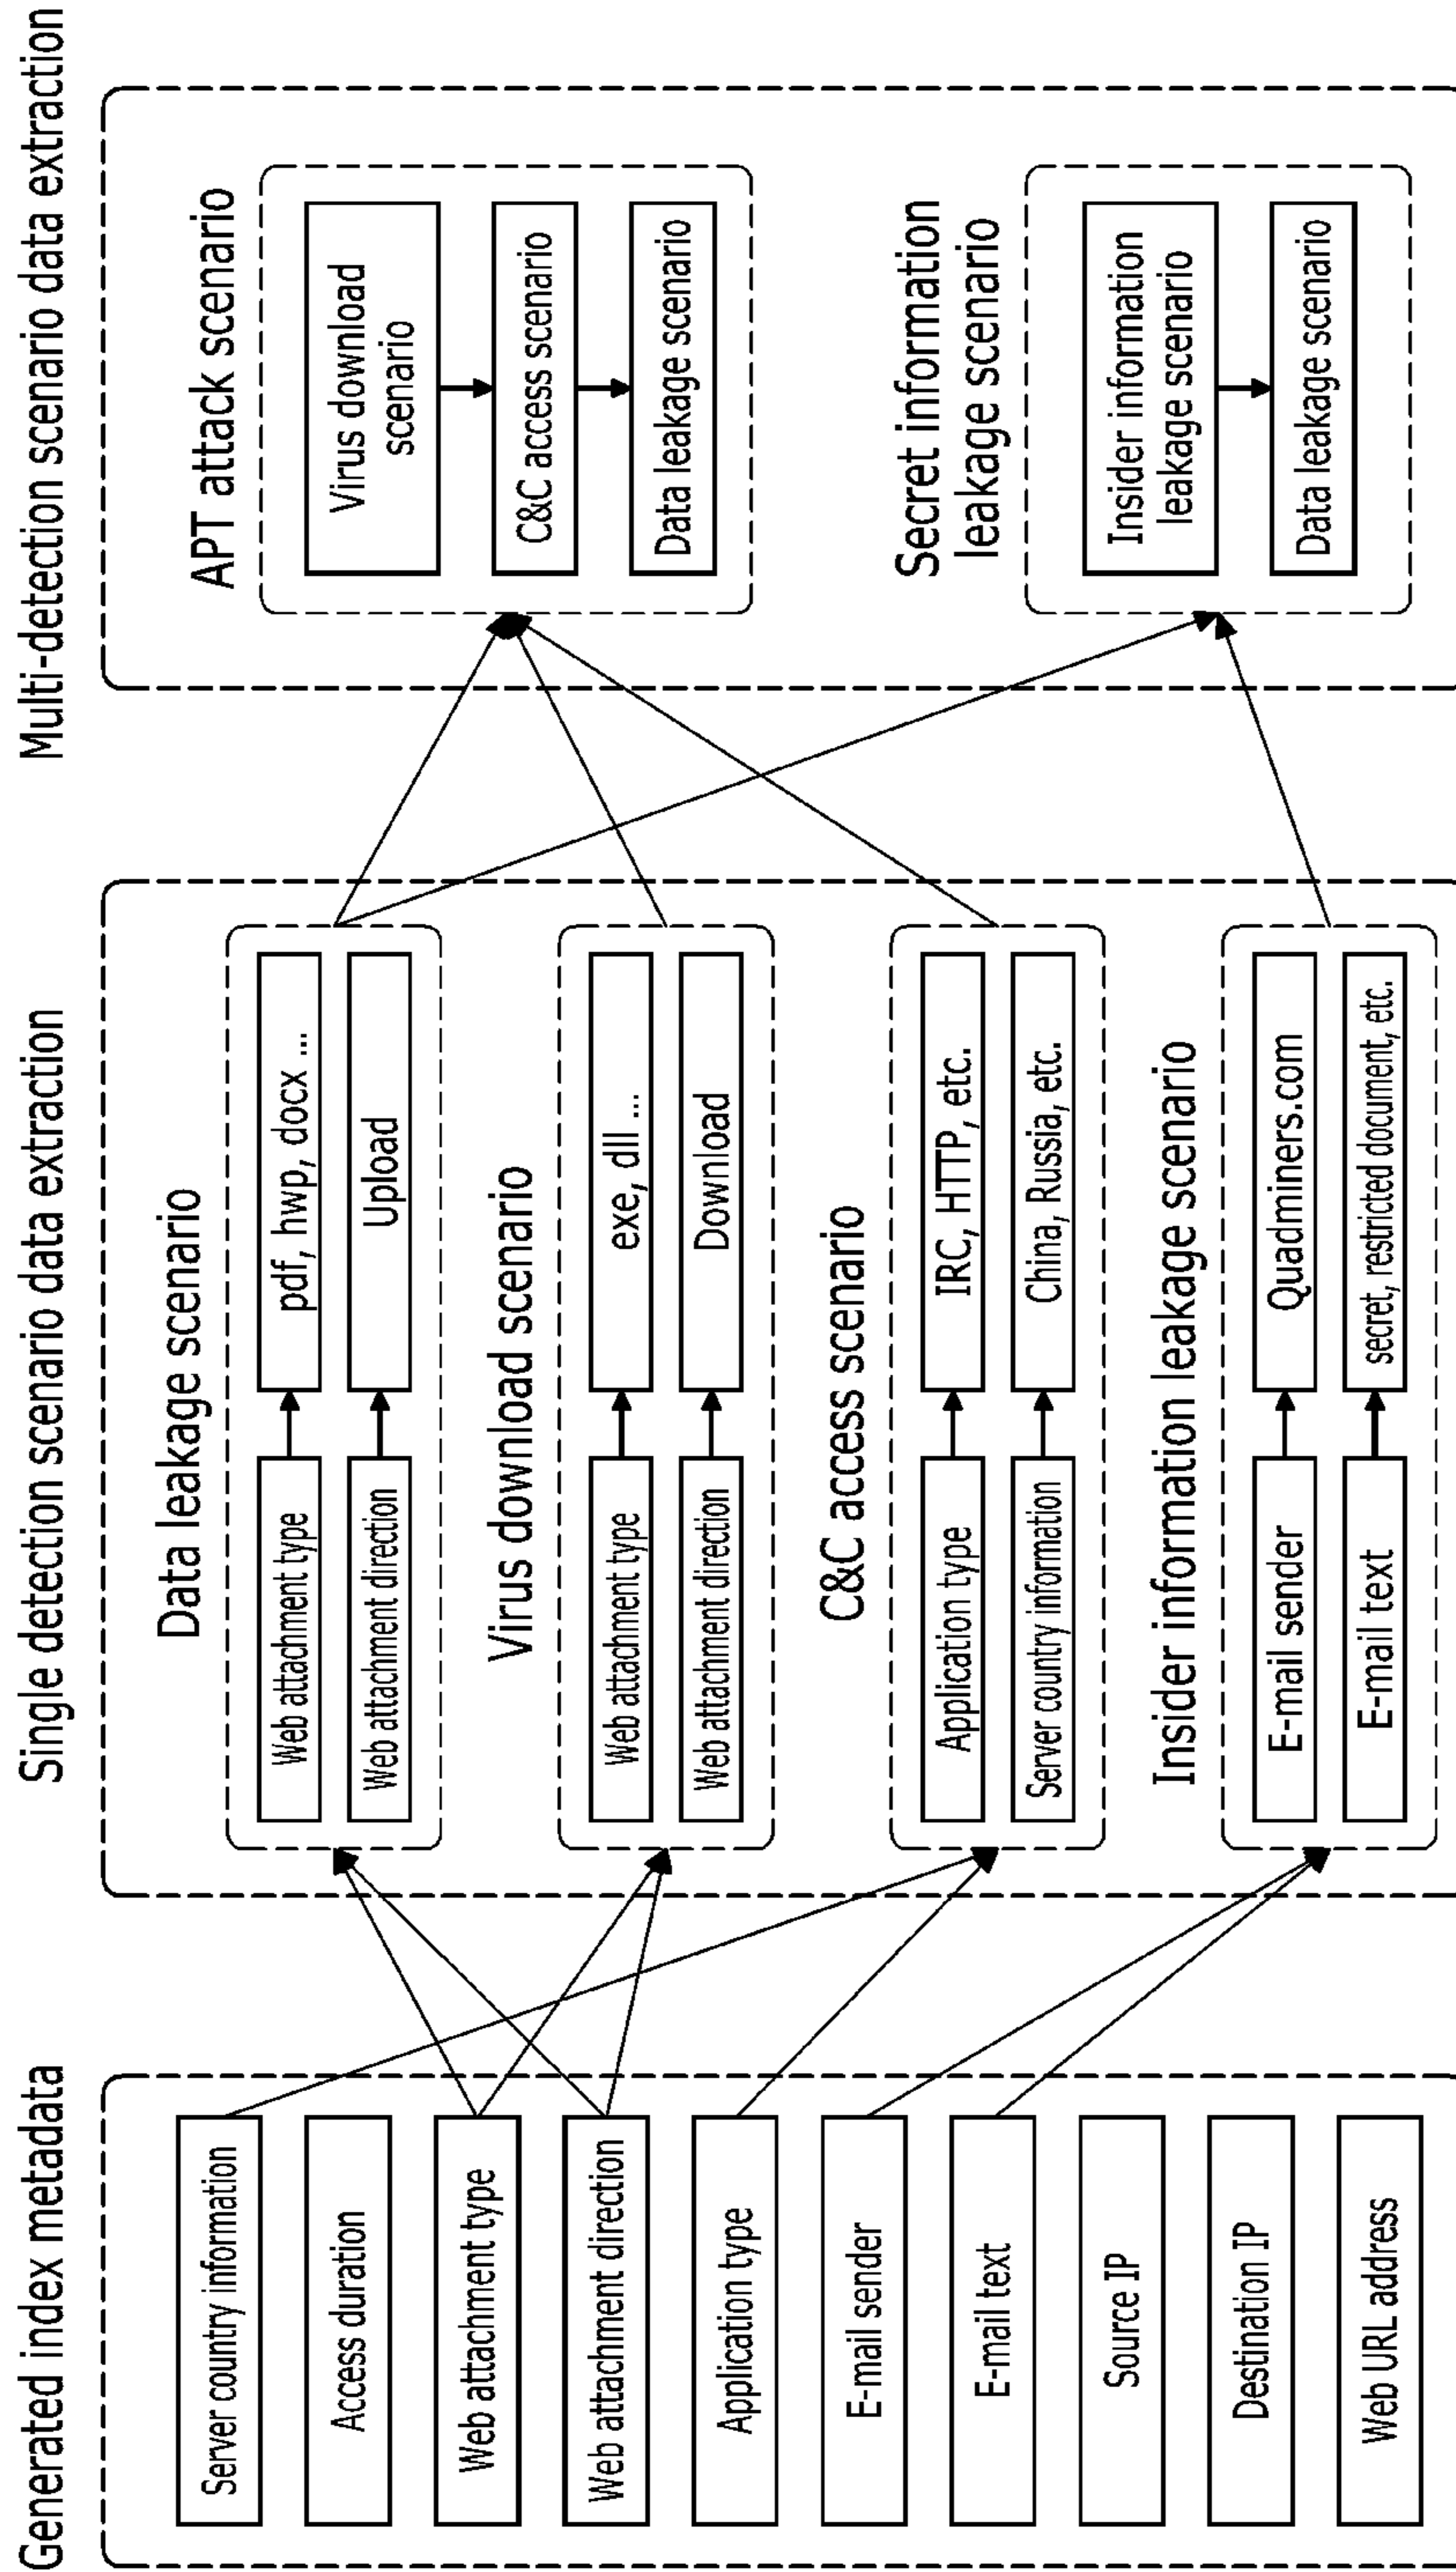 Generated index metadata
Server country information
Access duration
Web attachment type
Web attachment direction
Application type
E-mail sender
E-mail text
Source IP
Destination IP
Web URL address
Single detection scenario data extraction
Data leakage scenario
Web attachment type
pdf, hwp, docx ...
Web attachment direction
Upload
Virus download scenario
Web attachment type
exe, dll ...
Web attachment direction
Download
C&C access scenario
Application type
IRC, HTTP, etc.
Server country information
China, Russia, etc.
Insider information leakage scenario
E-mail sender
Quadminers.com
E-mail text
secret, restricted document, etc.
Multi-detection scenario data extraction
APT attack scenario
Virus download
scenario
C&C access scenario
Data leakage scenario
Secret information
leakage scenario
Insider information
leakage scenario
Data leakage scenario